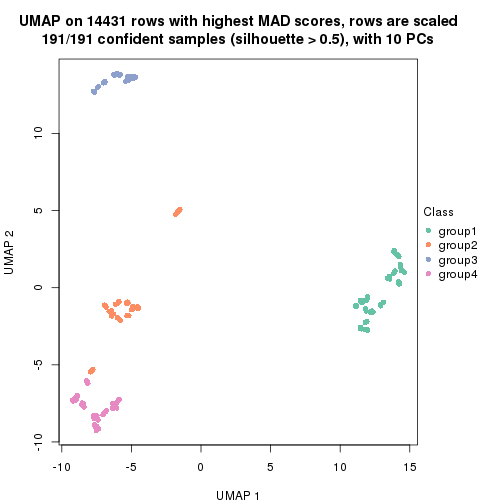 UMAP on 14431 rows with highest MAD scores, rows are scaled
191/191 confident samples (silhouette > 0.5), with 10 PCs
10
5
0
-5
-10
UMAP 2
-10
-5
0
5
10
15
UMAP 1
Class
group1
group2
group3
group4